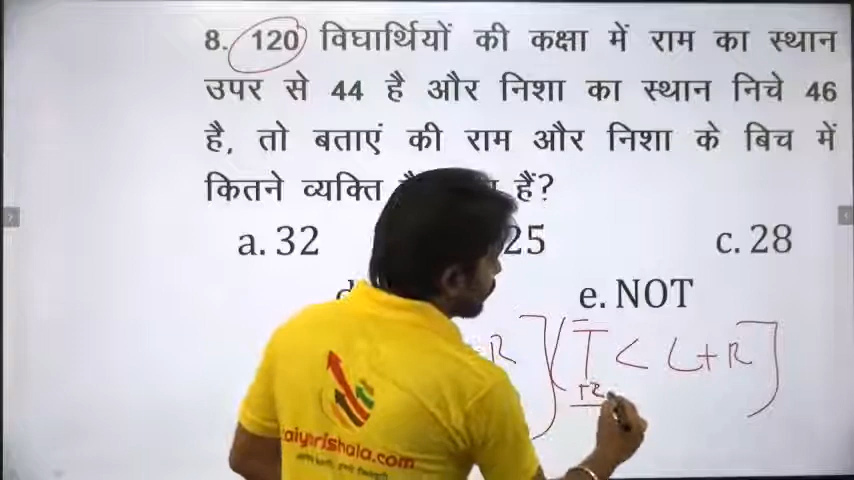 8. 120 विघार्थियों की कक्षा में राम का स्थान
उपर से 44 है और निशा का स्थान निचे 46
है, तो बताएं की राम और निशा के बिच में
कितने व्यक्ति हैं?
a. 32 25 c. 28
e. NOT
T < L+R
aiyarishala.com